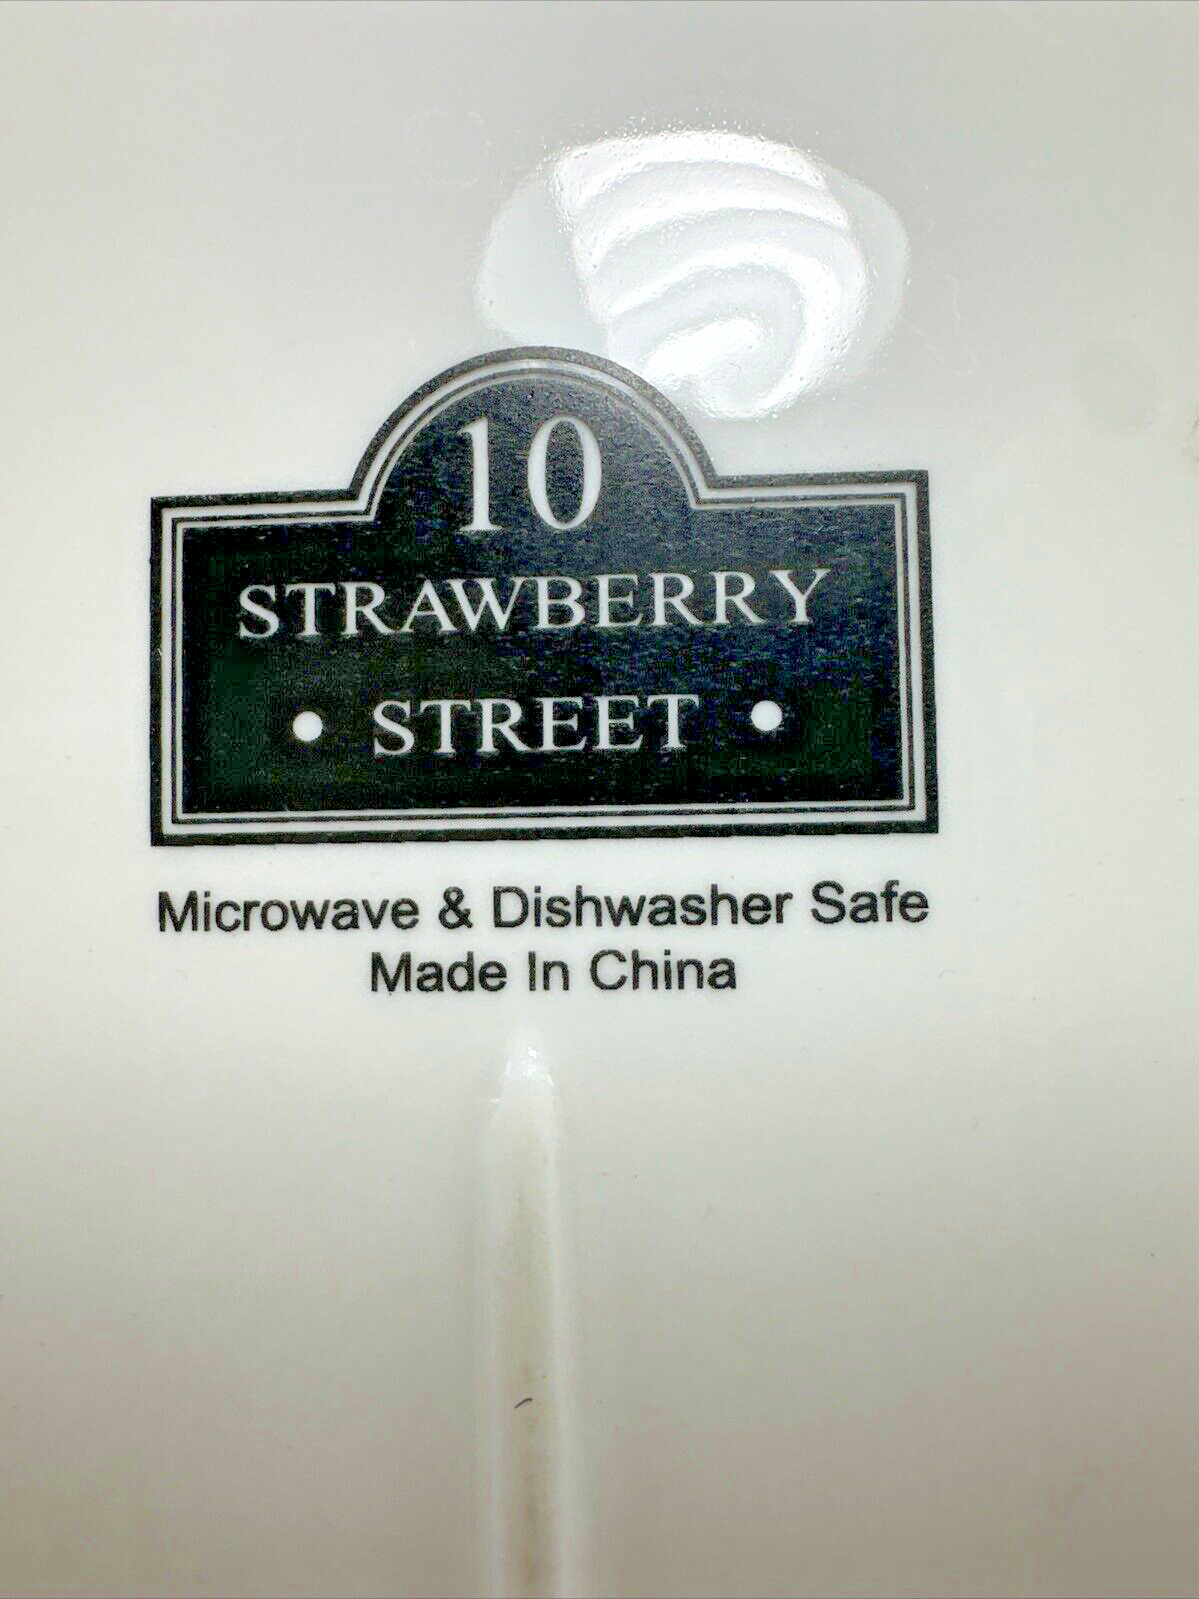 10
STRAWBERRY
• STREET •
Microwave & Dishwasher Safe
Made In China